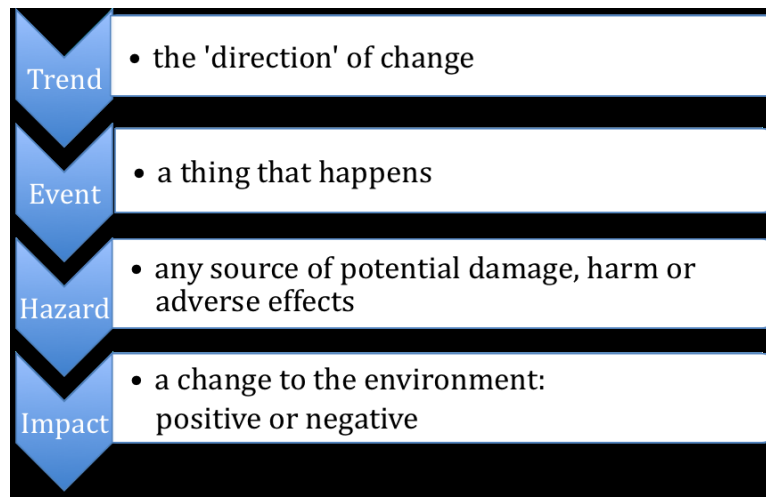 Trend
• the 'direction' of change
Event
• a thing that happens
Hazard
• any source of potential damage, harm or
adverse effects
Impact
• a change to the environment:
positive or negative